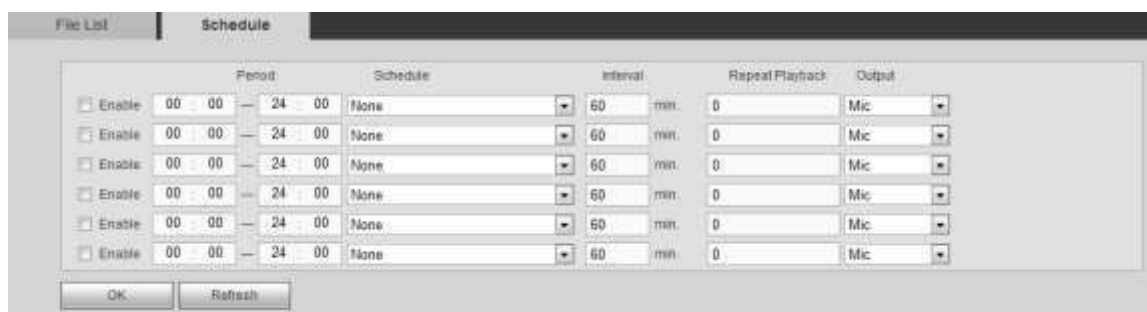 File List Schedule
Period Schedule Interval Repeat Playback Output
Enable 00 : 00 — 24 : 00 None 60 min. 0 Mic
Enable 00 : 00 — 24 : 00 None 60 min. 0 Mic
Enable 00 : 00 — 24 : 00 None 60 min. 0 Mic
Enable 00 : 00 — 24 : 00 None 60 min. 0 Mic
Enable 00 : 00 — 24 : 00 None 60 min. 0 Mic
Enable 00 : 00 — 24 : 00 None 60 min. 0 Mic
OK Refresh